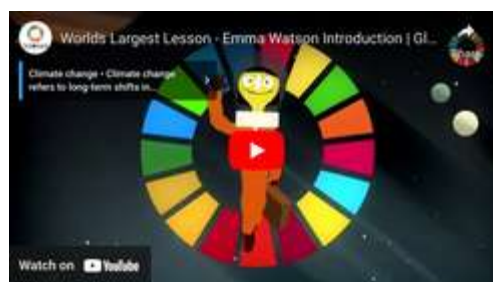 Worlds Largest Lesson - Emma Watson Introduction | Gl...
Climate change • Climate change
refers to long-term shifts in...
Watch on YouTube